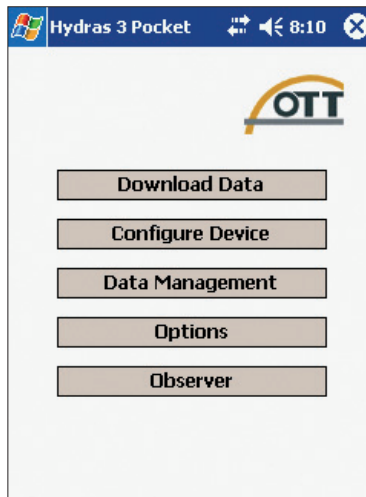 Hydras 3 Pocket 8:10
OTT
Download Data
Configure Device
Data Management
Options
Observer